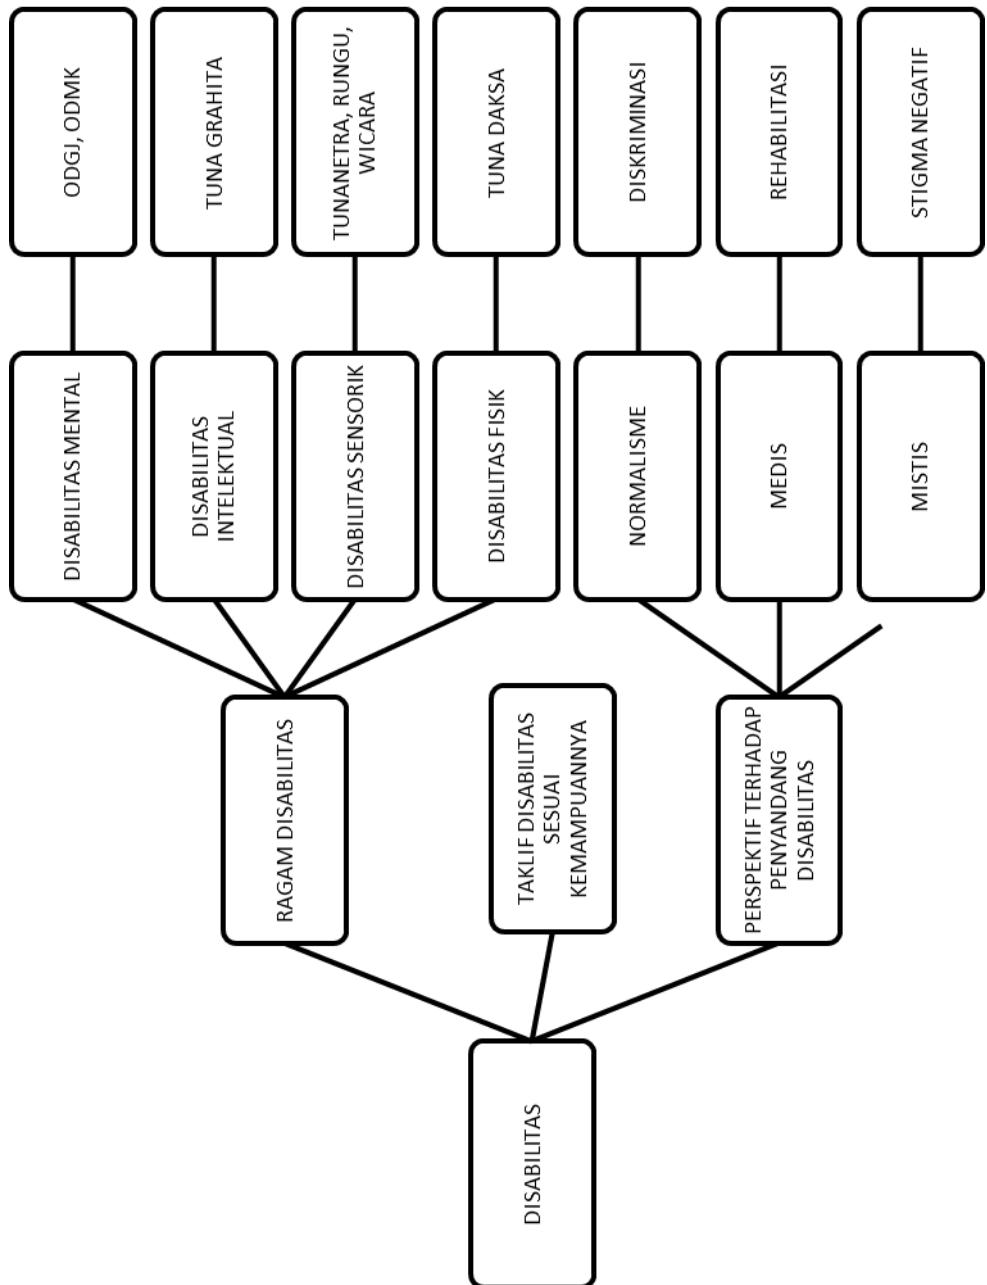 DISABILITAS
RAGAM DISABILITAS
DISABILITAS MENTAL
ODGJ, ODMK
DISABILITAS
INTELEKTUAL
TUNA GRAHITA
DISABILITAS SENSORIK
TUNANETRA, RUNGU,
WICARA
DISABILITAS FISIK
TUNA DAKSA
TAKLIF DISABILITAS
SESUAI
KEMAMPUANNYA
PERSPEKTIF TERHADAP
PENYANDANG
DISABILITAS
NORMALISME
DISKRIMINASI
MEDIS
REHABILITASI
MISTIS
STIGMA NEGATIF